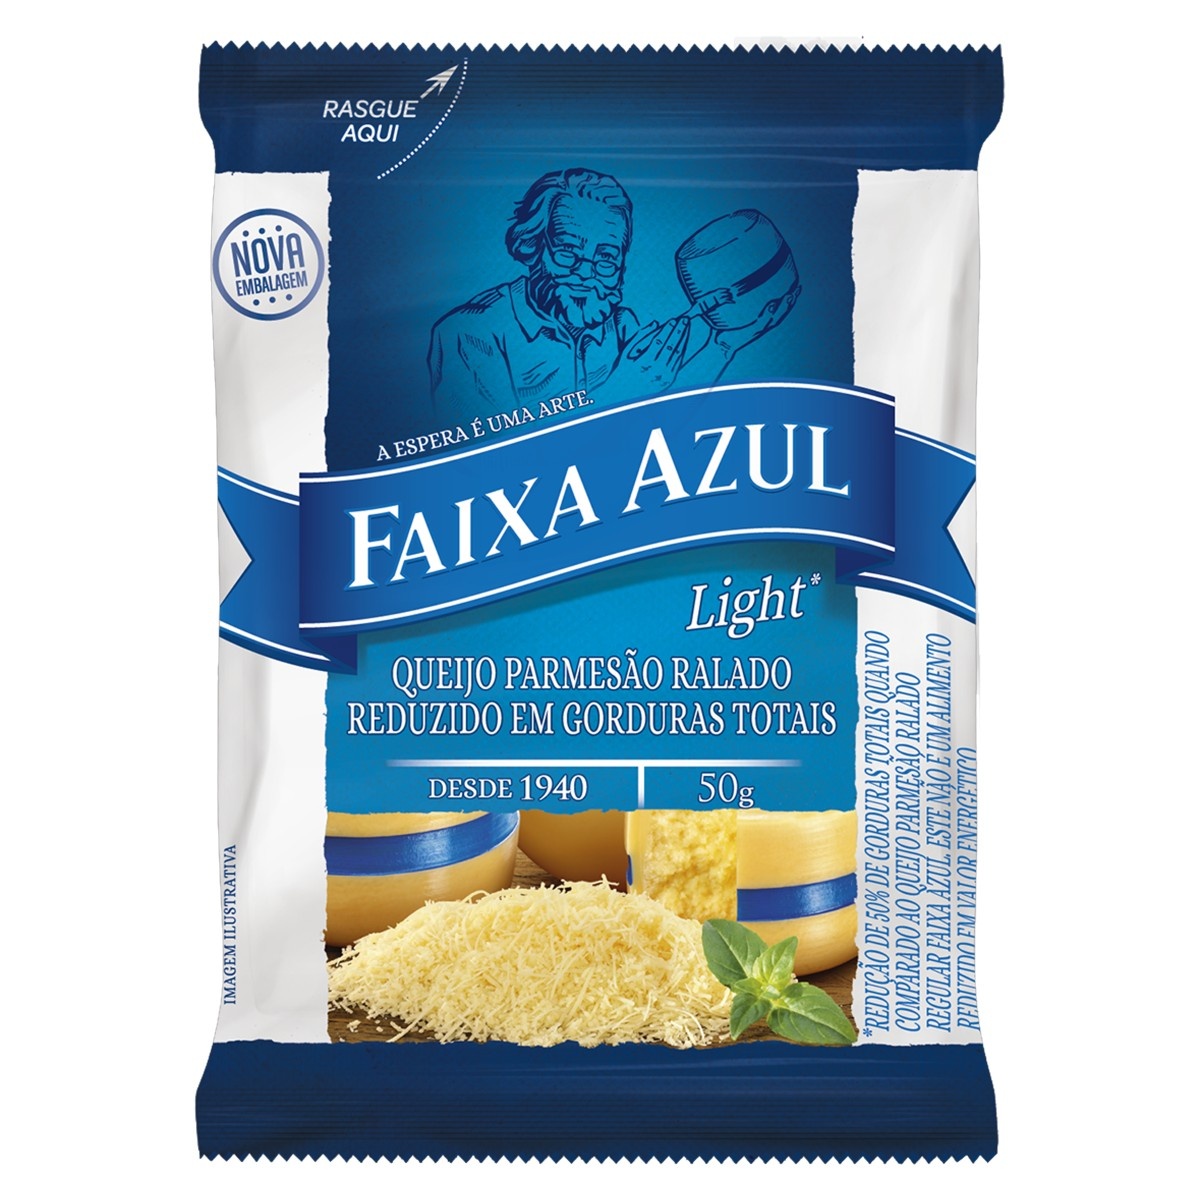 RASGUE
AQUI
NOVA
EMBALAGEM
A ESPERA É UMA ARTE.
FAIXA AZUL
Light*
QUEIJO PARMESÃO RALADO
REDUZIDO EM GORDURAS TOTAIS
DESDE 1940
50g
IMAGEM ILUSTRATIVA
*REDUÇÃO DE 50% DE GORDURAS TOTAIS QUANDO
COMPARADO AO QUEIJO PARMESÃO RALADO
REGULAR FAIXA AZUL. ESTE NÃO É UM ALIMENTO
REDUZIDO EM VALOR ENERGÉTICO